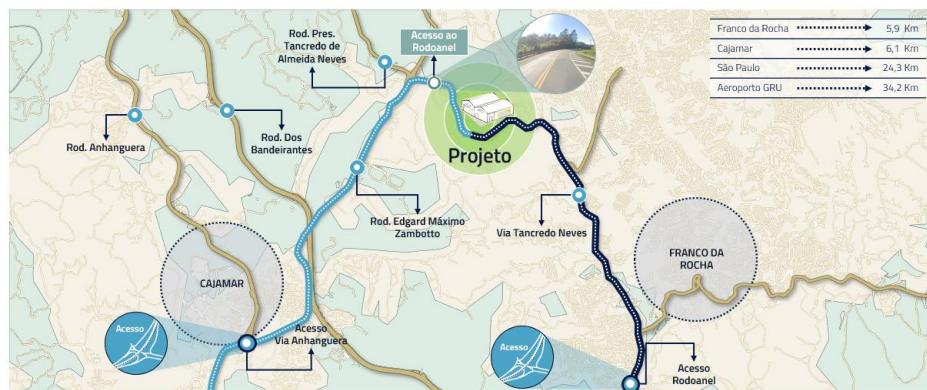 Rod. Pres.
Tancredo de
Almeida Neves
Acesso ao
Rodoanel
Franco da Rocha 5,9 Km
Cajamar 6,1 Km
São Paulo 24,3 Km
Aeroporto GRU 34,2 Km
Rod. Anhanguera
Rod. Dos
Bandeirantes
Projeto
Rod. Edgard Máximo
Zambotto
Via Tancredo Neves
CAJAMAR
FRANCO DA
ROCHA
Acesso
Acesso
Via Anhanguera
Acesso
Acesso
Rodoanel